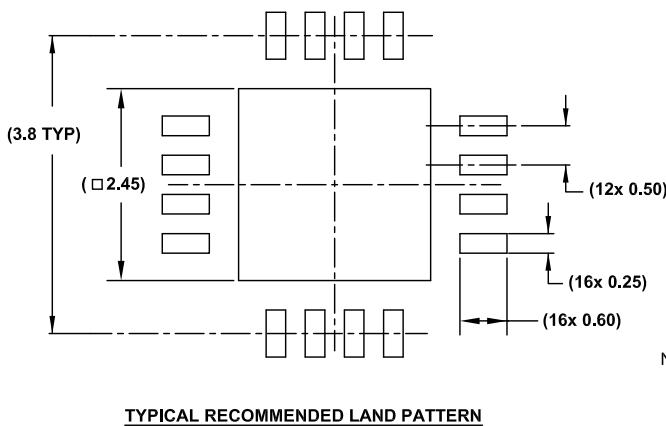 (3.8 TYP)
(□2.45)
(12x 0.50)
(16x 0.25)
(16x 0.60)
N
TYPICAL RECOMMENDED LAND PATTERN